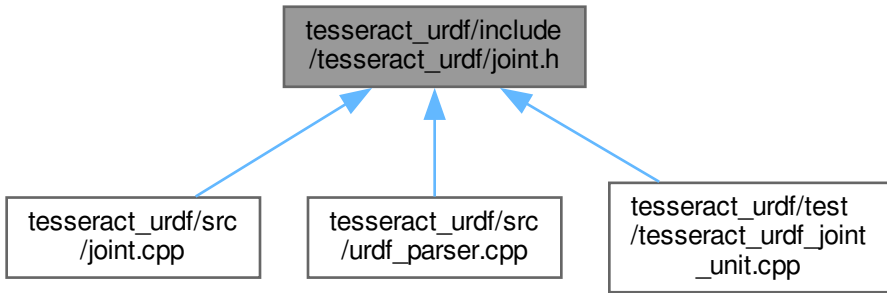 tesseract_urdf/include
/tesseract_urdf/joint.h
tesseract_urdf/src
/joint.cpp
tesseract_urdf/src
/urdf_parser.cpp
tesseract_urdf/test
/tesseract_urdf_joint
_unit.cpp